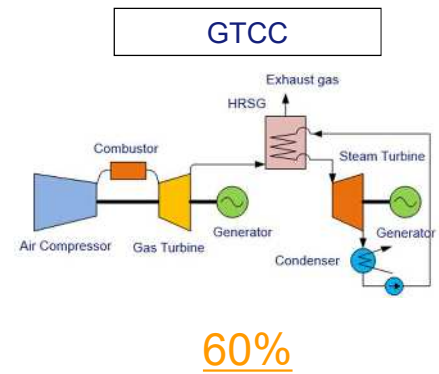 GTCC
Exhaust gas
HRSG
Combustor
Steam Turbine
Air Compressor
Gas Turbine
Generator
Generator
Condenser
60%